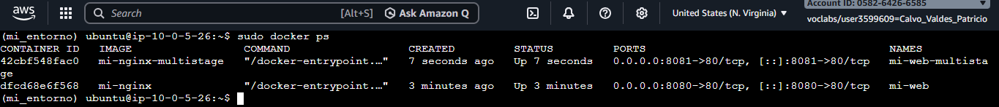 aws
Search [Alt+S] Ask Amazon Q United States (N. Virginia) ▼ Account ID: 0582-6426-6585
voclabs/user3599609=Calvo_Valdes_Patricio
(mi_entorno) ubuntu@ip-10-0-5-26:~$ sudo docker ps
CONTAINER ID   IMAGE                 COMMAND                  CREATED         STATUS         PORTS                                     NAMES
42cbf548fac0   mi-nginx-multistage   "/docker-entrypoint.…"   7 seconds ago   Up 7 seconds   0.0.0.0:8081->80/tcp, [::]:8081->80/tcp   mi-web-multista
ge
dfcd68e6f568   mi-nginx              "/docker-entrypoint.…"   3 minutes ago   Up 3 minutes   0.0.0.0:8080->80/tcp, [::]:8080->80/tcp   mi-web
(mi_entorno) ubuntu@ip-10-0-5-26:~$